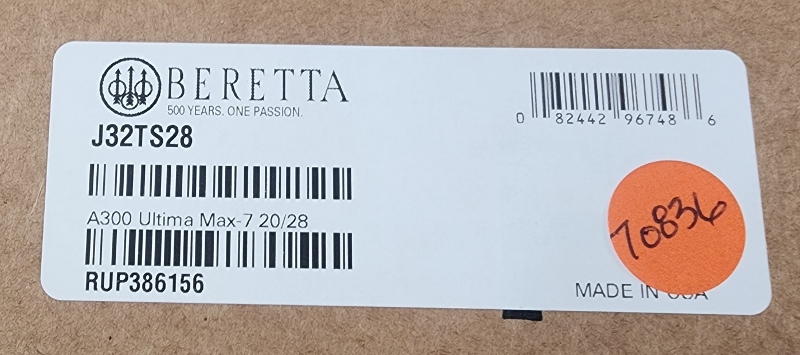 BERETTA
500 YEARS. ONE PASSION.
J32TS28
0 82442 96748 6
A300 Ultima Max-7 20/28
RUP386156
70836
MADE IN USA